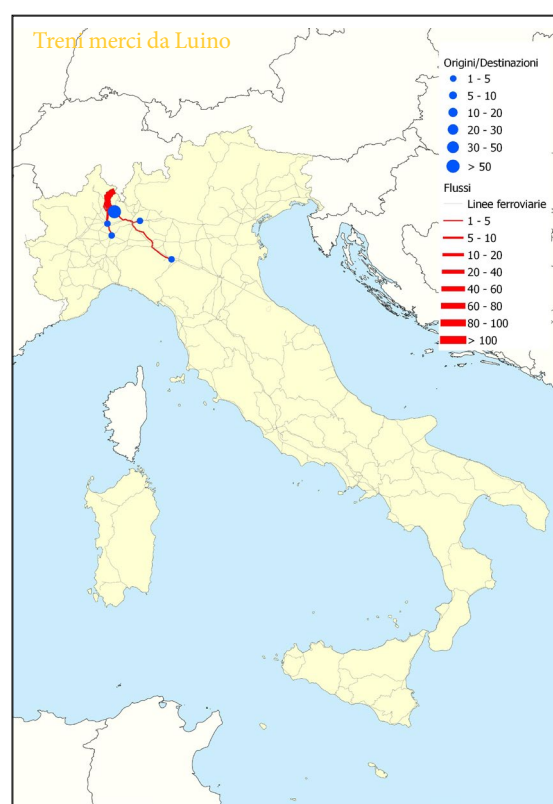 Treni merci da Luino
Origini/Destinazioni
1 - 5
5 - 10
10 - 20
20 - 30
30 - 50
> 50
Flussi
Linee ferroviarie
1 - 5
5 - 10
10 - 20
20 - 40
40 - 60
60 - 80
80 - 100
> 100